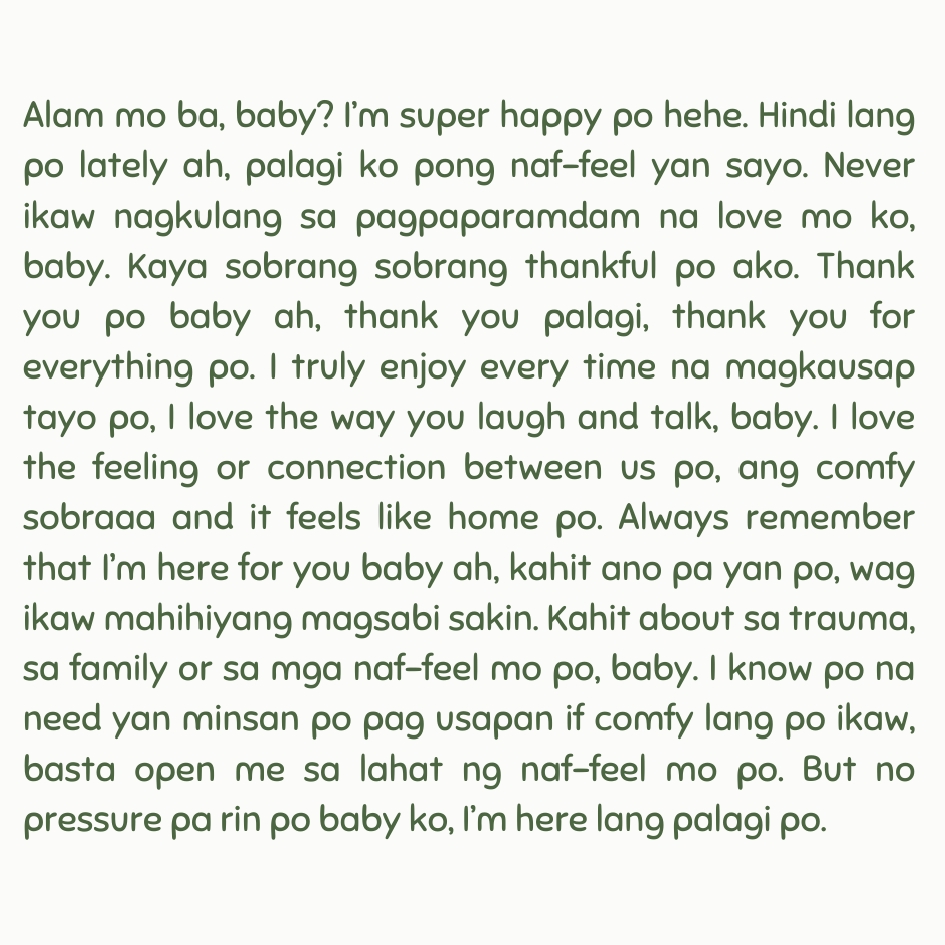 Alam mo ba, baby? I'm super happy po hehe. Hindi lang
po lately ah, palagi ko pong naf-feel yan sayo. Never
ikaw nagkulang sa pagpaparamdam na love mo ko,
baby. Kaya sobrang sobrang thankful po ako. Thank
you po baby ah, thank you palagi, thank you for
everything po. I truly enjoy every time na magkausap
tayo po, I love the way you laugh and talk, baby. I love
the feeling or connection between us po, ang comfy
sobraaa and it feels like home po. Always remember
that I'm here for you baby ah, kahit ano pa yan po, wag
ikaw mahihiyang magsabi sakin. Kahit about sa trauma,
sa family or sa mga naf-feel mo po, baby. I know po na
need yan minsan po pag usapan if comfy lang po ikaw,
basta open me sa lahat ng naf-feel mo po. But no
pressure pa rin po baby ko, I'm here lang palagi po.